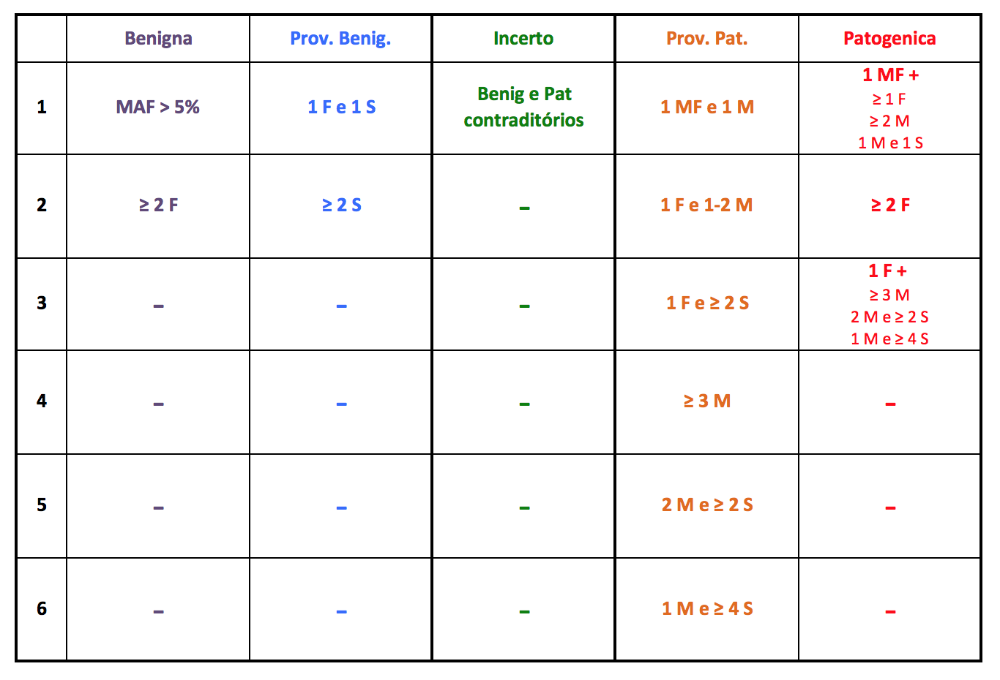 Benigna
Prov. Benig.
Incerto
Prov. Pat.
Patogenica
1
MAF > 5%
1 F e 1 S
Benig e Pat
contraditórios
1 MF e 1 M
1 MF +
≥ 1 F
≥ 2 M
1 M e 1 S
2
≥ 2 F
≥ 2 S
–
1 F e 1-2 M
≥ 2 F
3
–
–
–
1 F e ≥ 2 S
1 F +
≥ 3 M
2 M e ≥ 2 S
1 M e ≥ 4 S
4
–
–
–
≥ 3 M
–
5
–
–
–
2 M e ≥ 2 S
–
6
–
–
–
1 M e ≥ 4 S
–